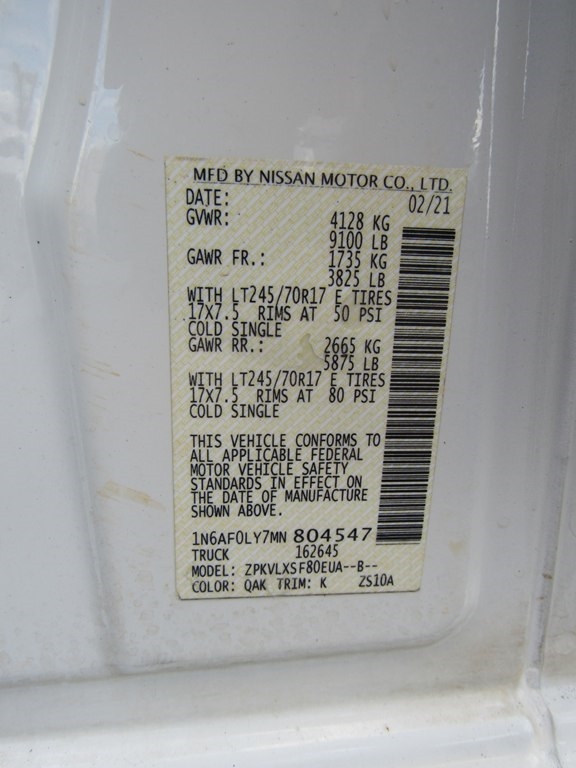 MFD BY NISSAN MOTOR CO., LTD.
DATE: 02/21
GVWR: 4128 KG
9100 LB
GAWR FR.: 1735 KG
3825 LB
WITH LT245/70R17 E TIRES
17X7.5 RIMS AT 50 PSI
COLD SINGLE
GAWR RR.: 2665 KG
5875 LB
WITH LT245/70R17 E TIRES
17X7.5 RIMS AT 80 PSI
COLD SINGLE
THIS VEHICLE CONFORMS TO
ALL APPLICABLE FEDERAL
MOTOR VEHICLE SAFETY
STANDARDS IN EFFECT ON
THE DATE OF MANUFACTURE
SHOWN ABOVE.
1N6AF0LY7MN 804547
TRUCK 162645
MODEL: ZPKVLXSF80EUA--B--
COLOR: QAK TRIM: K ZS10A